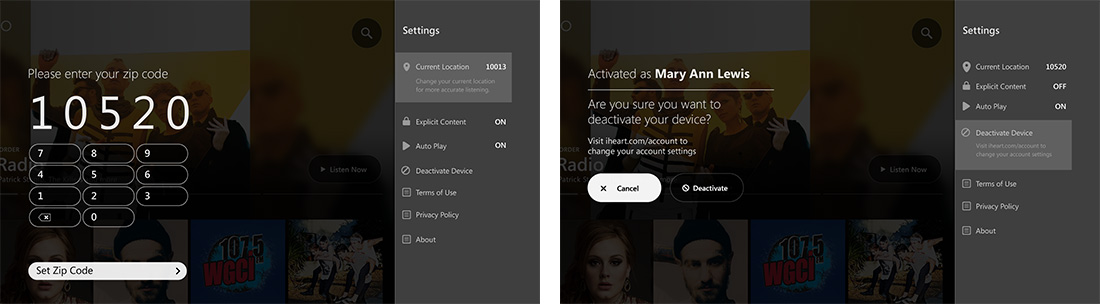 Please enter your zip code
10520
7 8 9
4 5 6
1 2 3
0
Set Zip Code
ORDER
Radio
Listen Now
107.5
WGCI
Settings
Current Location 10013
Change your current location
for more accurate listening.
Explicit Content ON
Auto Play ON
Deactivate Device
Terms of Use
Privacy Policy
About
Activated as Mary Ann Lewis
Are you sure you want to
deactivate your device?
Visit iheart.com/account to
change your account settings
Cancel
Deactivate
ORDER
Radio
Patrick St
Listen Now
107.5
WGCI
Settings
Current Location 10520
Explicit Content OFF
Auto Play ON
Deactivate Device
Visit iheart.com/account to
change your account settings
Terms of Use
Privacy Policy
About